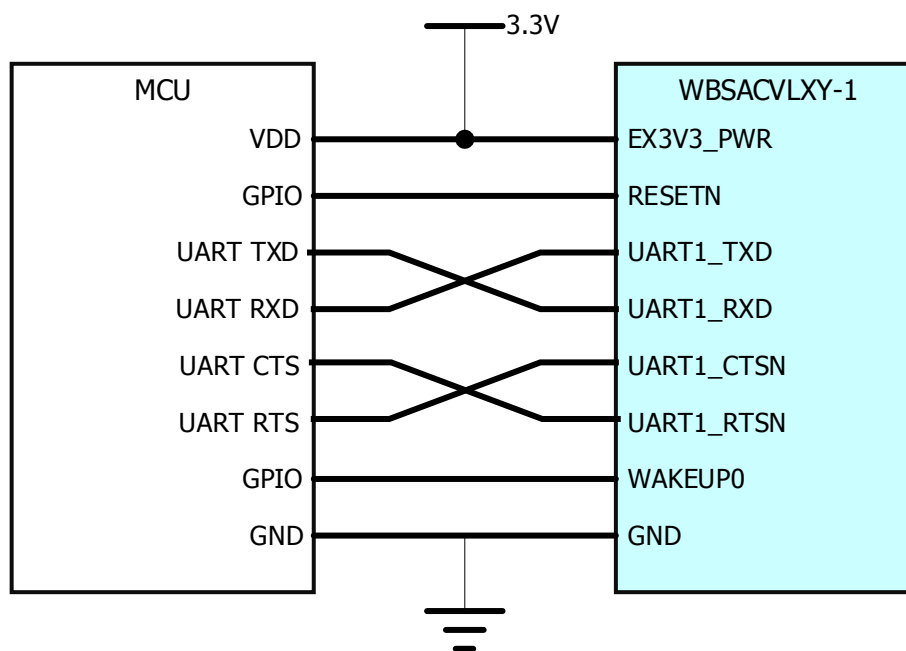 3.3V
MCU
WBSACVLXY-1
VDD
EX3V3_PWR
GPIO
RESETN
UART TXD
UART1_TXD
UART RXD
UART1_RXD
UART CTS
UART1_CTSN
UART RTS
UART1_RTSN
GPIO
WAKEUP0
GND
GND